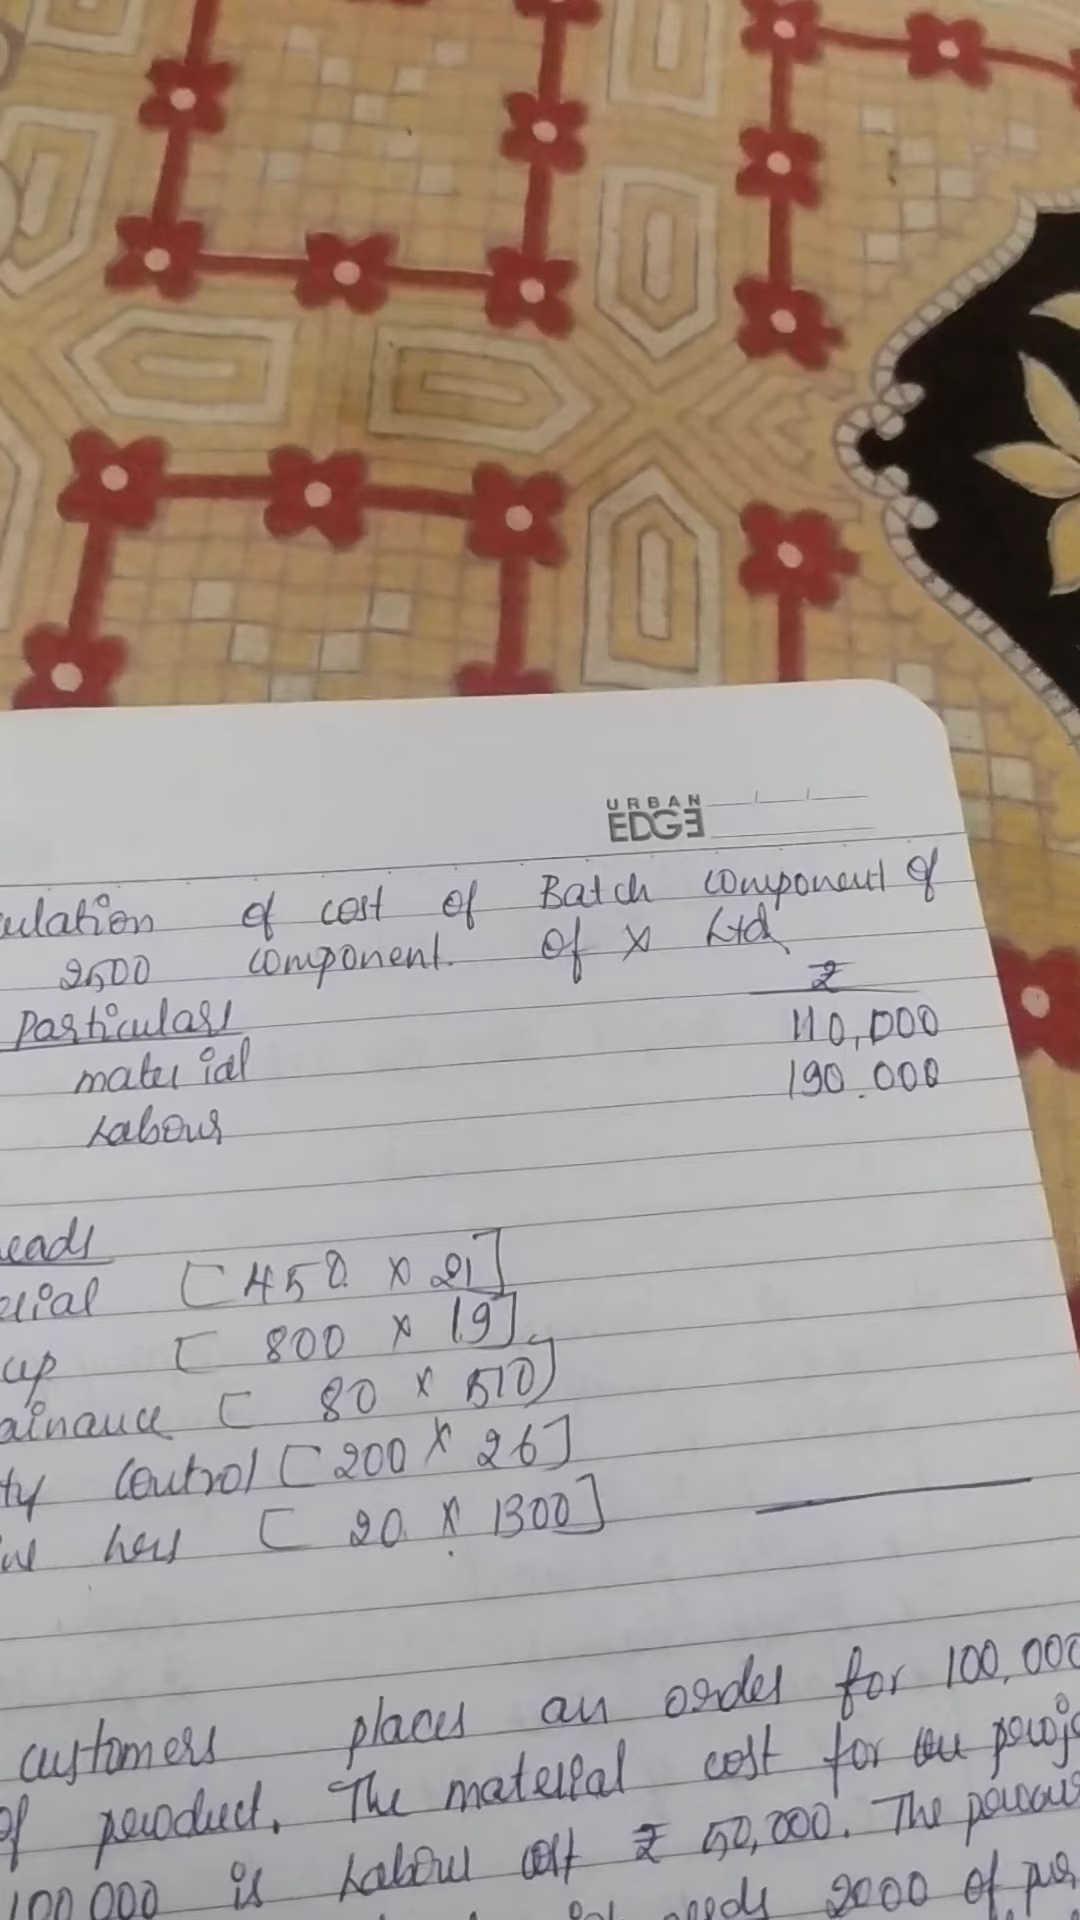 URBAN
EDGE
ulation of cost of Batch component of
2500 component. of x Ltd
Particulars ₹
material 110,000
Labour 190.000
eads
erial [450 x 21]
up [800 x 19]
ainance [80 x 510]
ty control [200 x 26]
hrs [20 x 1300]
customers places an order for 100,000
of product. The material cost for
100 000 is Labour cost ₹ 50,000. The
2000 of